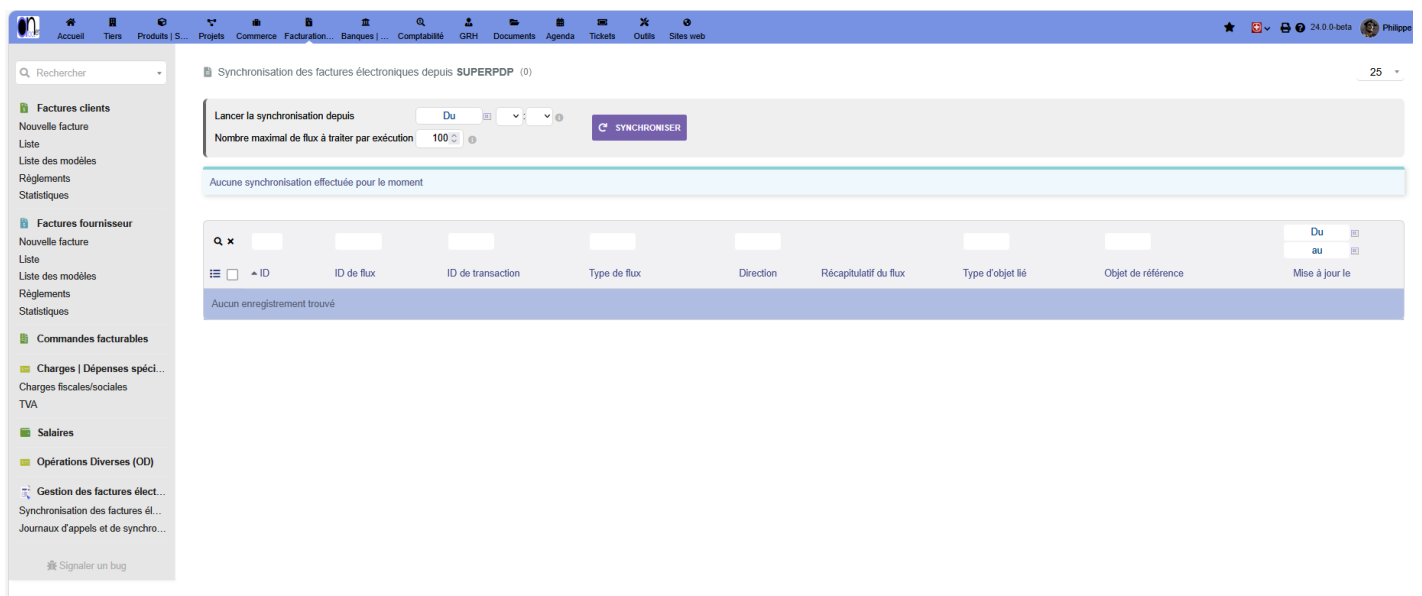 Accueil Tiers Produits | S... Projets Commerce Facturation... Banques | ... Comptabilité GRH Documents Agenda Tickets Outils Sites web 24.0.0-beta Philippe
Rechercher
Synchronisation des factures électroniques depuis SUPERPDP (0)
25
Factures clients
Nouvelle facture
Liste
Liste des modèles
Règlements
Statistiques
Factures fournisseur
Nouvelle facture
Liste
Liste des modèles
Règlements
Statistiques
Commandes facturables
Charges | Dépenses spéci...
Charges fiscales/sociales
TVA
Salaires
Opérations Diverses (OD)
Gestion des factures élect...
Synchronisation des factures él...
Journaux d'appels et de synchro...
Signaler un bug
Lancer la synchronisation depuis Du :
Nombre maximal de flux à traiter par exécution 100
SYNCHRONISER
Aucune synchronisation effectuée pour le moment
Du
au
ID ID de flux ID de transaction Type de flux Direction Récapitulatif du flux Type d'objet lié Objet de référence Mise à jour le
Aucun enregistrement trouvé